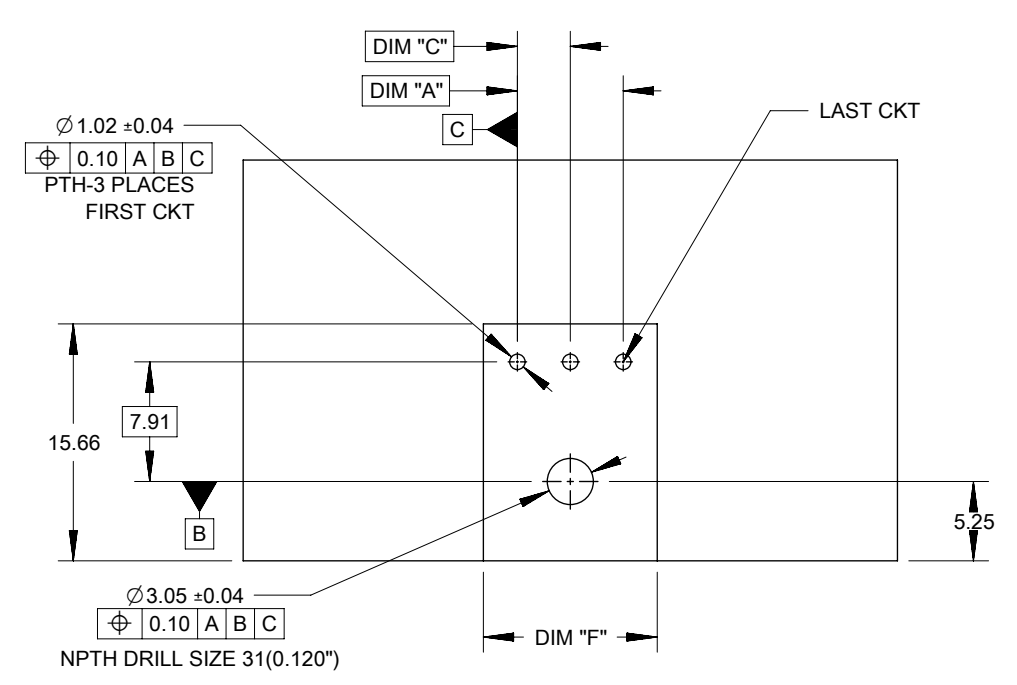 DIM "C"
DIM "A"
C
LAST CKT
∅1.02 ±0.04
⌖ 0.10 A B C
PTH-3 PLACES
FIRST CKT
7.91
15.66
B
5.25
∅3.05 ±0.04
⌖ 0.10 A B C
DIM "F"
NPTH DRILL SIZE 31(0.120")